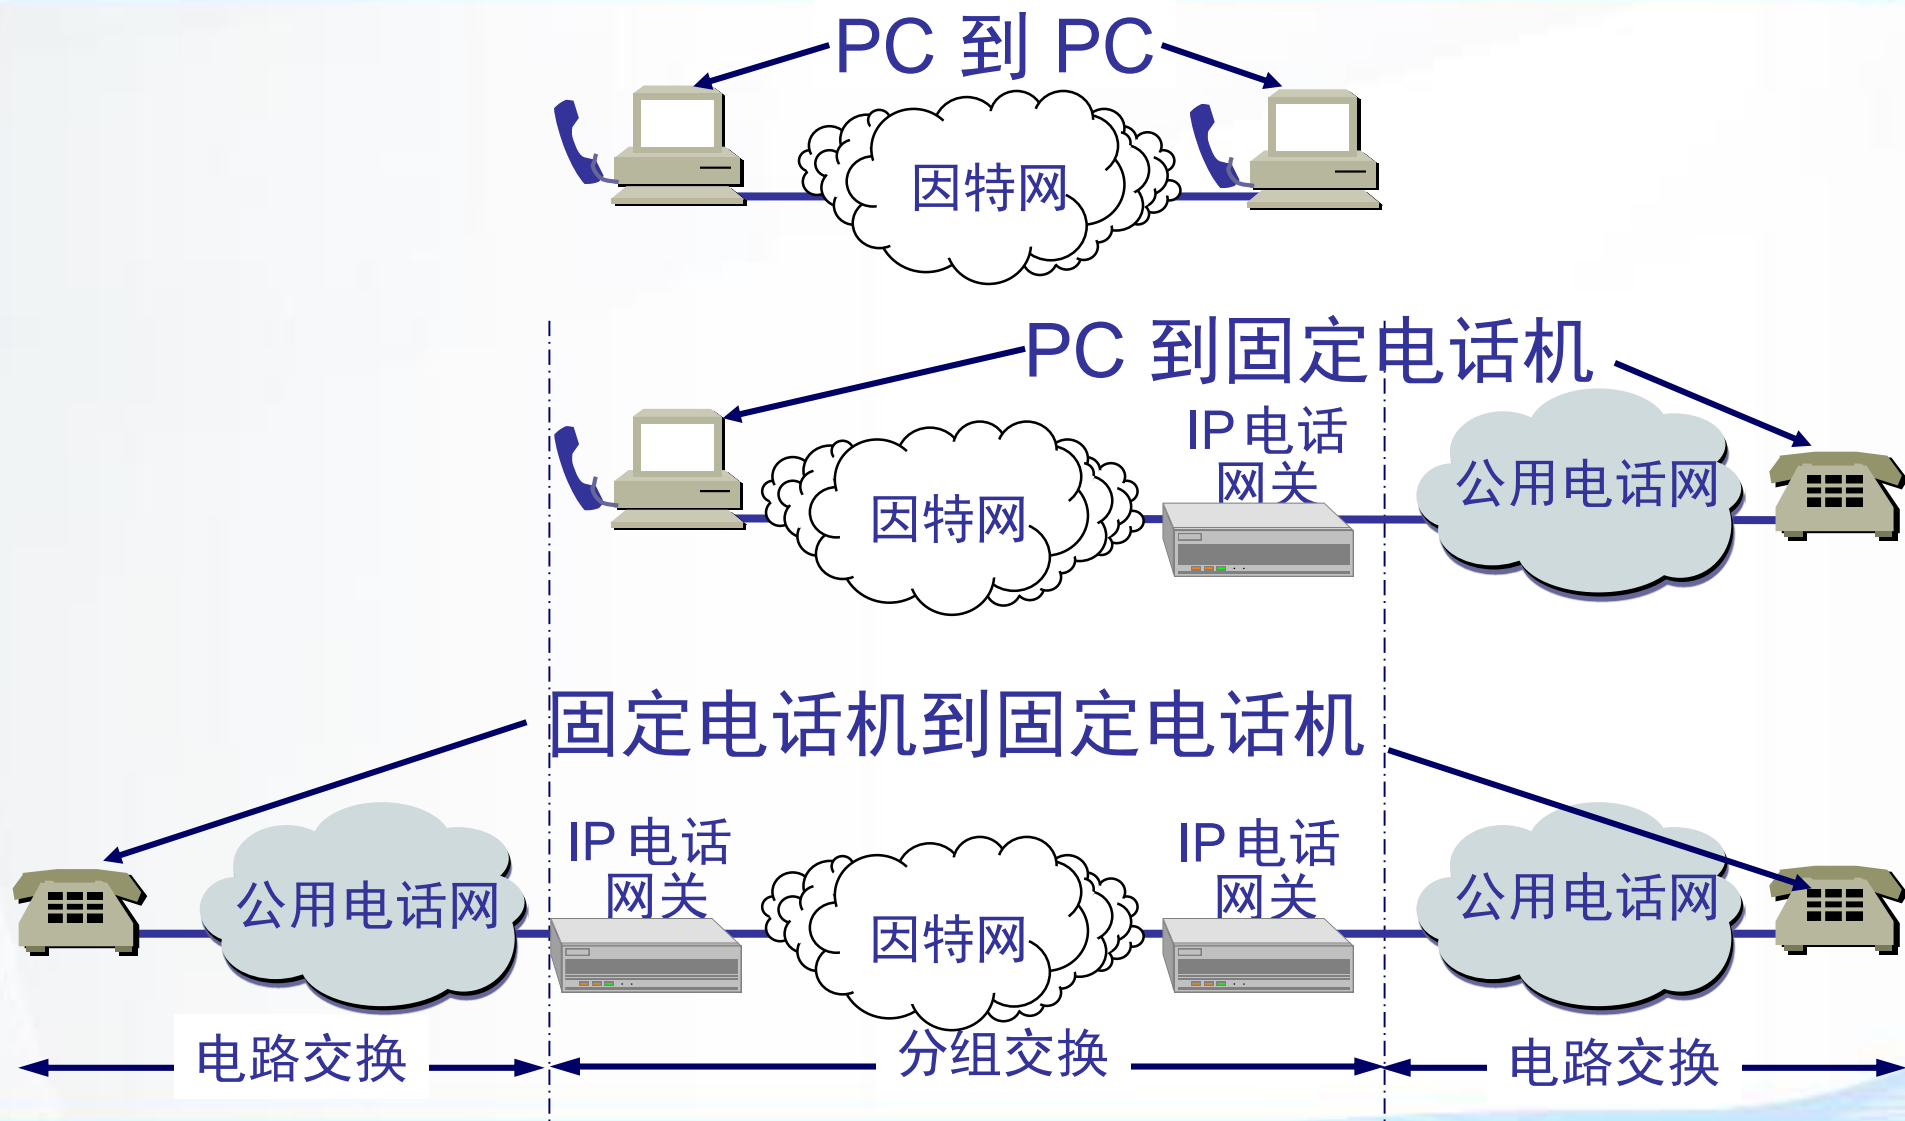 PC 到 PC
因特网
PC 到固定电话机
IP 电话
网关
因特网
公用电话网
固定电话机到固定电话机
IP 电话
网关
IP 电话
网关
公用电话网
因特网
公用电话网
电路交换
分组交换
电路交换